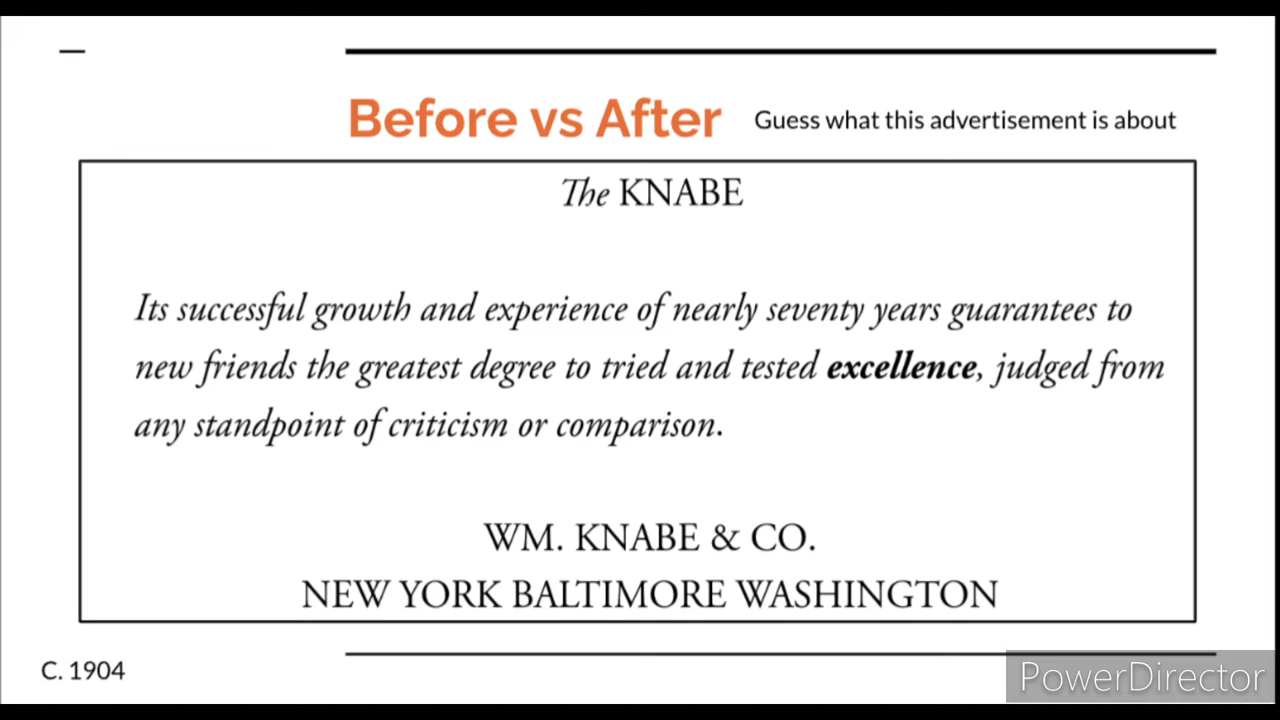 Before vs After
Guess what this advertisement is about
The KNABE
Its successful growth and experience of nearly seventy years guarantees to
new friends the greatest degree to tried and tested excellence, judged from
any standpoint of criticism or comparison.
WM. KNABE & CO.
NEW YORK BALTIMORE WASHINGTON
C. 1904
PowerDirector